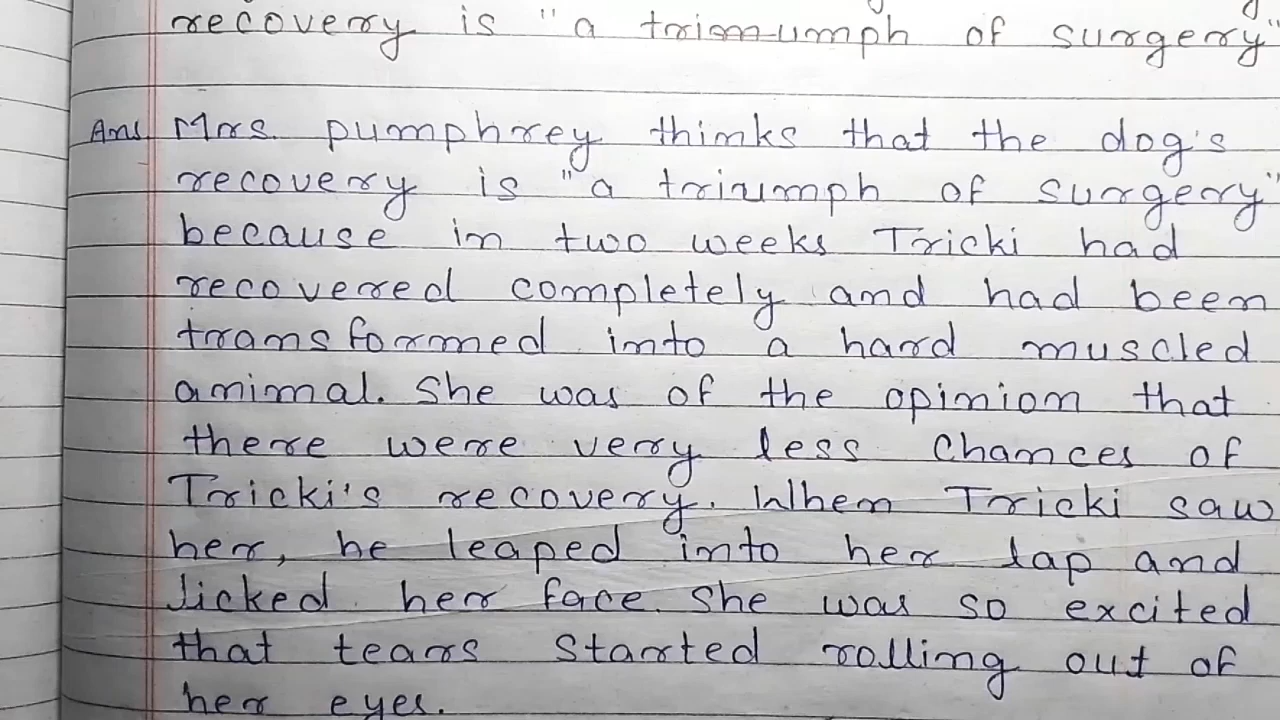 recovery is "a trimumph of surgery"
Ans Mrs. pumphrey thinks that the dog's
recovery is "a triumph of surgery"
because in two weeks Tricki had
recovered completely and had been
transformed into a hard muscled
animal. She was of the opinion that
there were very less chances of
Tricki's recovery. When Tricki saw
her, he leaped into her lap and
licked her face. She was so excited
that tears started rolling out of
her eyes.